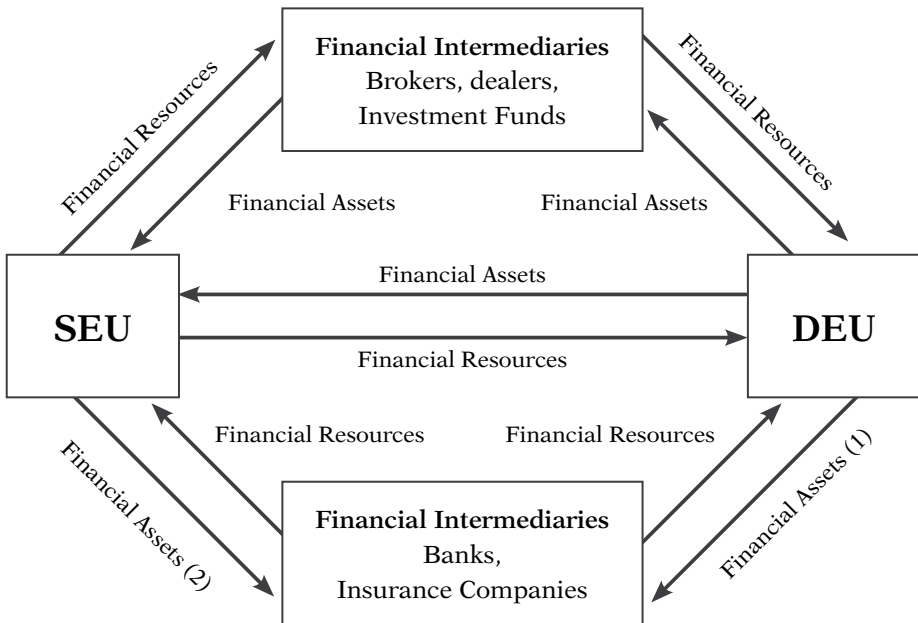 Financial Intermediaries
Brokers, dealers,
Investment Funds
Financial Resources
Financial Resources
Financial Assets
Financial Assets
SEU
Financial Assets
Financial Resources
DEU
Financial Resources
Financial Resources
Financial Assets (2)
Financial Assets (1)
Financial Intermediaries
Banks,
Insurance Companies